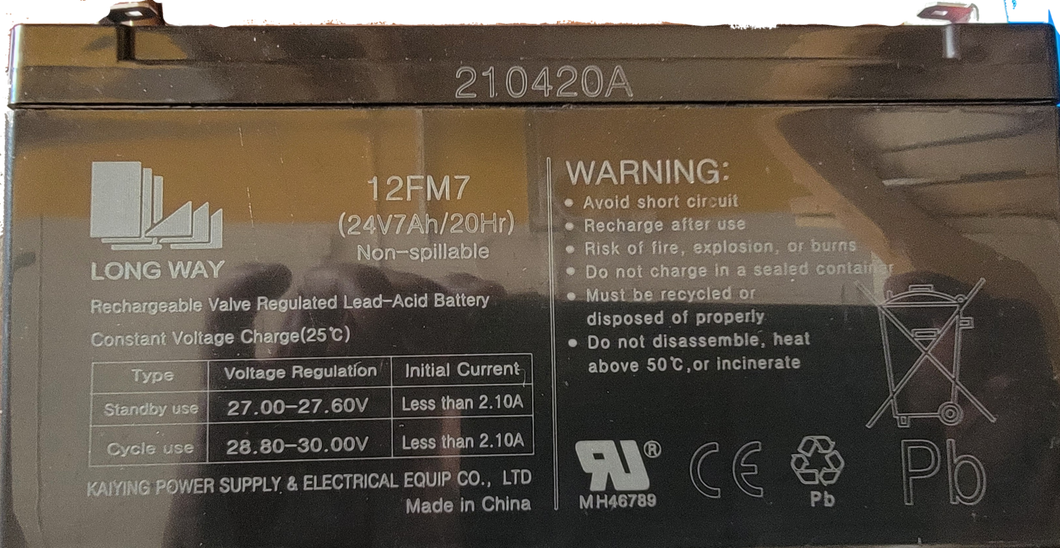 210420A
LONG WAY
12FM7
(24V7Ah/20Hr)
Non-spillable
Rechargeable Valve Regulated Lead-Acid Battery
Constant Voltage Charge(25℃)
Type Voltage Regulation Initial Current
Standby use 27.00-27.60V Less than 2.10A
Cycle use 28.80-30.00V Less than 2.10A
KAIYING POWER SUPPLY & ELECTRICAL EQUIP CO., LTD
Made in China
WARNING:
• Avoid short circuit
• Recharge after use
• Risk of fire, explosion, or burns
• Do not charge in a sealed container
• Must be recycled or
disposed of properly
• Do not disassemble, heat
above 50℃,or incinerate
RU®
MH46789
CE
Pb
Pb